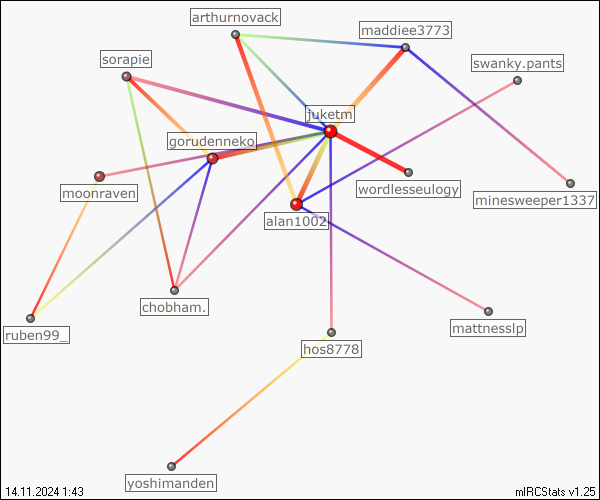 arthurnovack
maddiee3773
sorapie
swanky.pants
juketm
gorudenneko
moonraven
wordlesseulogy
minesweeper1337
alan1002
chobham.
ruben99_
mattnesslp
hos8778
yoshimanden
14.11.2024 1:43
mIRCStats v1.25